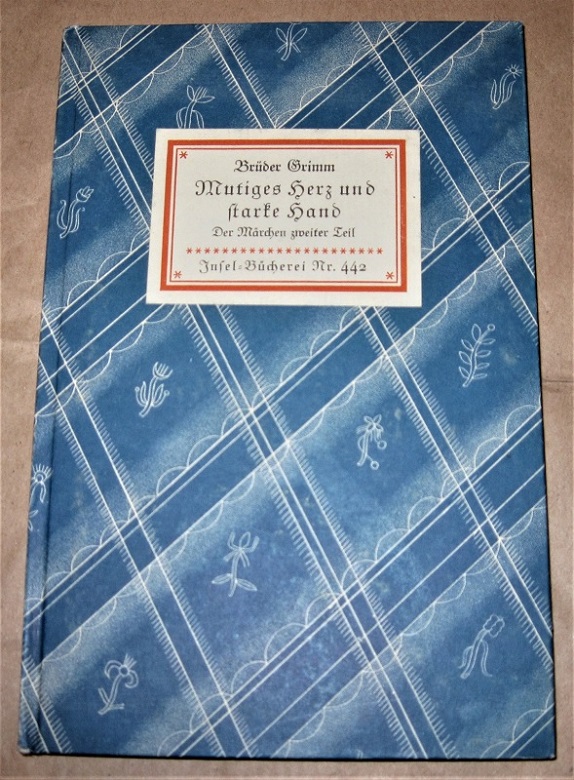 Brüder Grimm
Mutiges Herz und
starke Hand
Der Märchen zweiter Teil
Insel-Bücherei Nr. 442